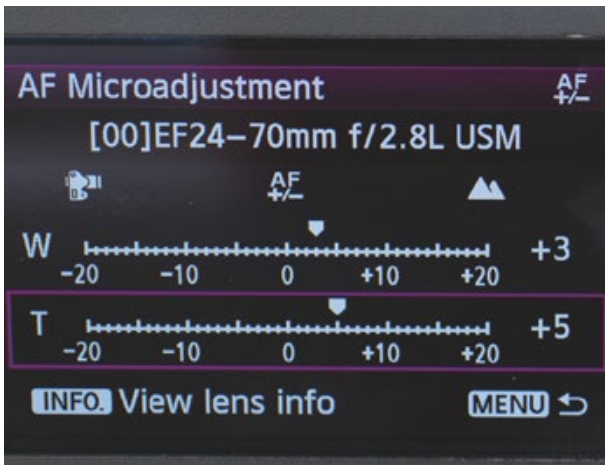 AF Microadjustment AF +/−
[00]EF24–70mm f/2.8L USM
AF +/−
W +3
−20 −10 0 +10 +20
T +5
−20 −10 0 +10 +20
INFO. View lens info MENU